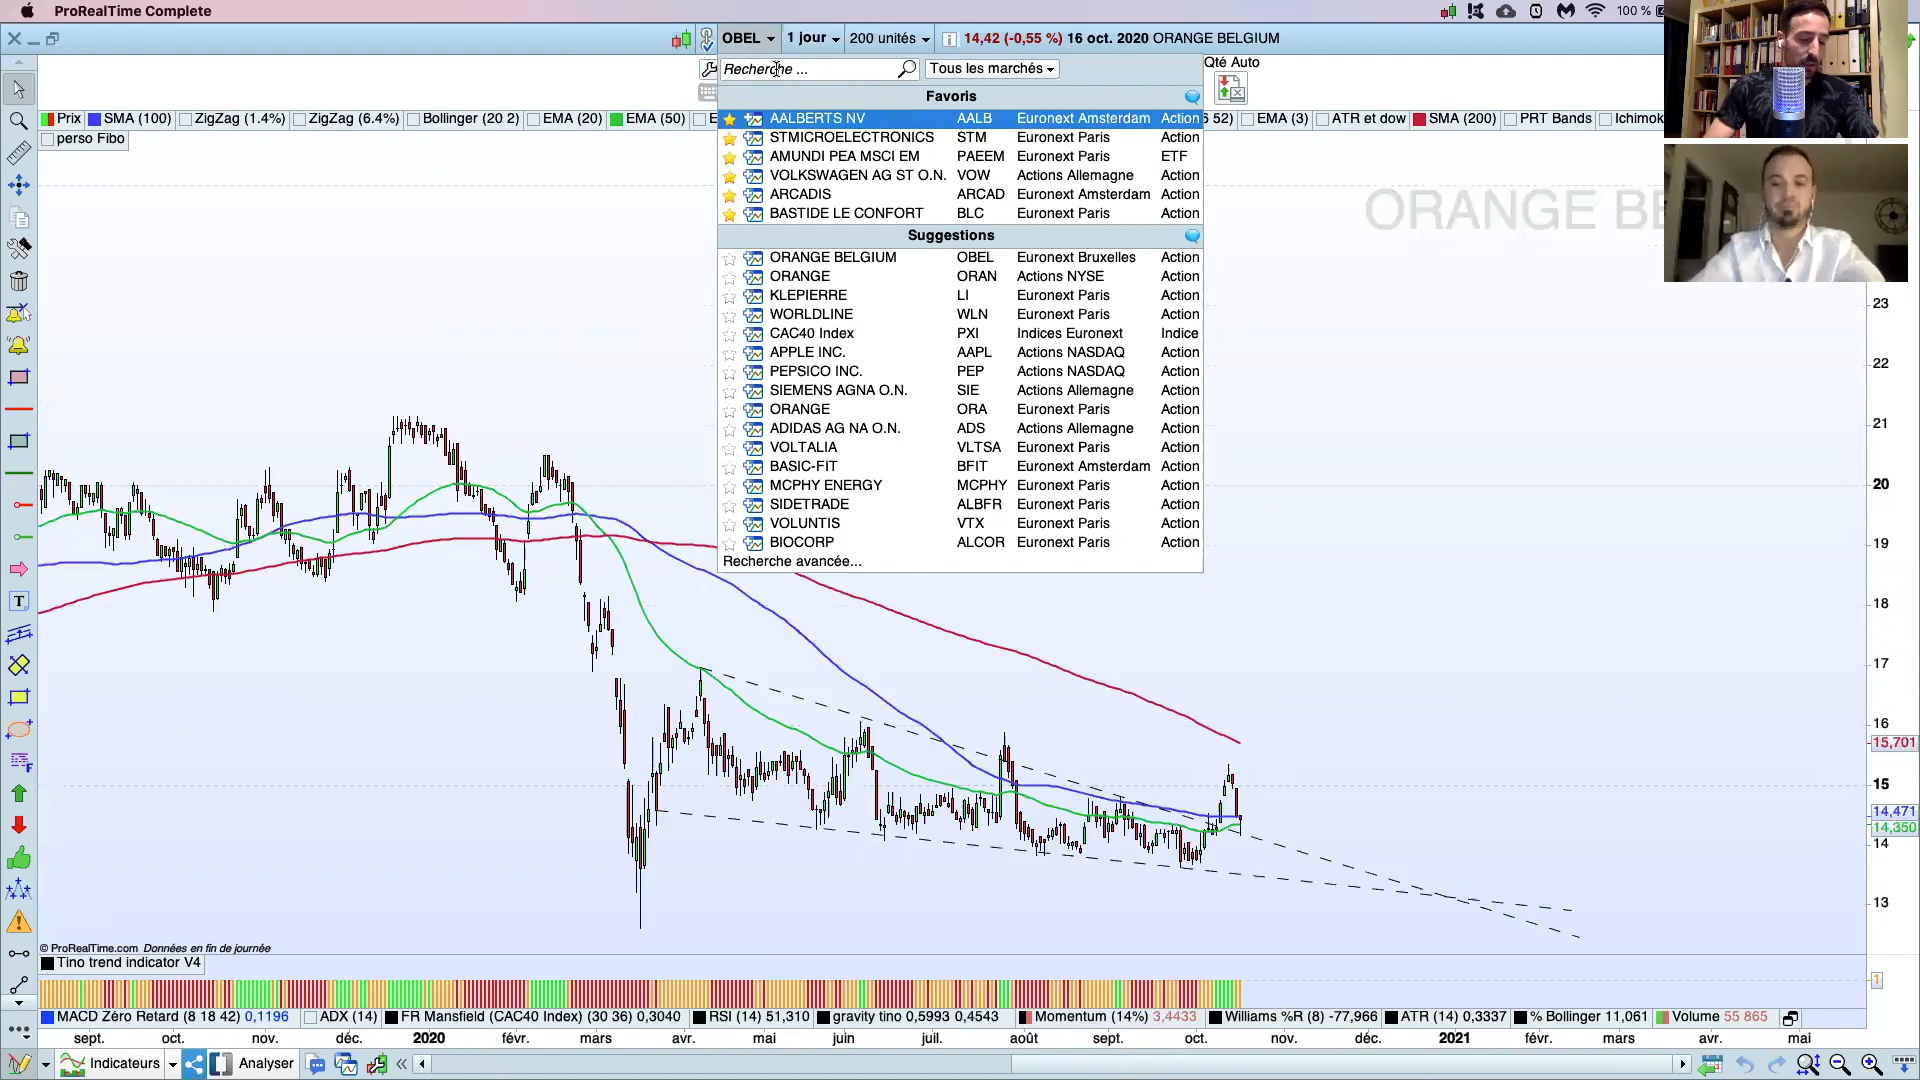 ProRealTime Complete
100 %
OBEL
1 jour
200 unités
14,42 (-0,55 %) 16 oct. 2020 ORANGE BELGIUM
Recherche ...
Tous les marchés
Qté Auto
Favoris
AALBERTS NV AALB Euronext Amsterdam Action
STMICROELECTRONICS STM Euronext Paris Action
AMUNDI PEA MSCI EM PAEEM Euronext Paris ETF
VOLKSWAGEN AG ST O.N. VOW Actions Allemagne Action
ARCADIS ARCAD Euronext Amsterdam Action
BASTIDE LE CONFORT BLC Euronext Paris Action
Suggestions
ORANGE BELGIUM OBEL Euronext Bruxelles Action
ORANGE ORAN Actions NYSE Action
KLEPIERRE LI Euronext Paris Action
WORLDLINE WLN Euronext Paris Action
CAC40 Index PXI Indices Euronext Indice
APPLE INC. AAPL Actions NASDAQ Action
PEPSICO INC. PEP Actions NASDAQ Action
SIEMENS AGNA O.N. SIE Actions Allemagne Action
ORANGE ORA Euronext Paris Action
ADIDAS AG NA O.N. ADS Actions Allemagne Action
VOLTALIA VLTSA Euronext Paris Action
BASIC-FIT BFIT Euronext Amsterdam Action
MCPHY ENERGY MCPHY Euronext Paris Action
SIDETRADE ALBFR Euronext Paris Action
VOLUNTIS VTX Euronext Paris Action
BIOCORP ALCOR Euronext Paris Action
Recherche avancée...
Prix SMA (100) ZigZag (1.4%) ZigZag (6.4%) Bollinger (20 2) EMA (20) EMA (50)
52) EMA (3) ATR et dow SMA (200) PRT Bands Ichimok
perso Fibo
ORANGE BE
23
22
21
20
19
18
17
16
15,701
15
14,471
14,350
14
13
© ProRealTime.com Données en fin de journée
Tino trend indicator V4
1
MACD Zéro Retard (8 18 42) 0,1196 ADX (14) FR Mansfield (CAC40 Index) (30 36) 0,3040 RSI (14) 51,310 gravity tino 0,5993 0,4543 Momentum (14%) 3,4433 Williams %R (8) -77,966 ATR (14) 0,3337 % Bollinger 11,061 Volume 55 865
sept. oct. nov. déc. 2020 févr. mars avr. mai juin juil. août sept. oct. nov. déc. 2021 févr. mars avr. mai
Indicateurs
Analyser